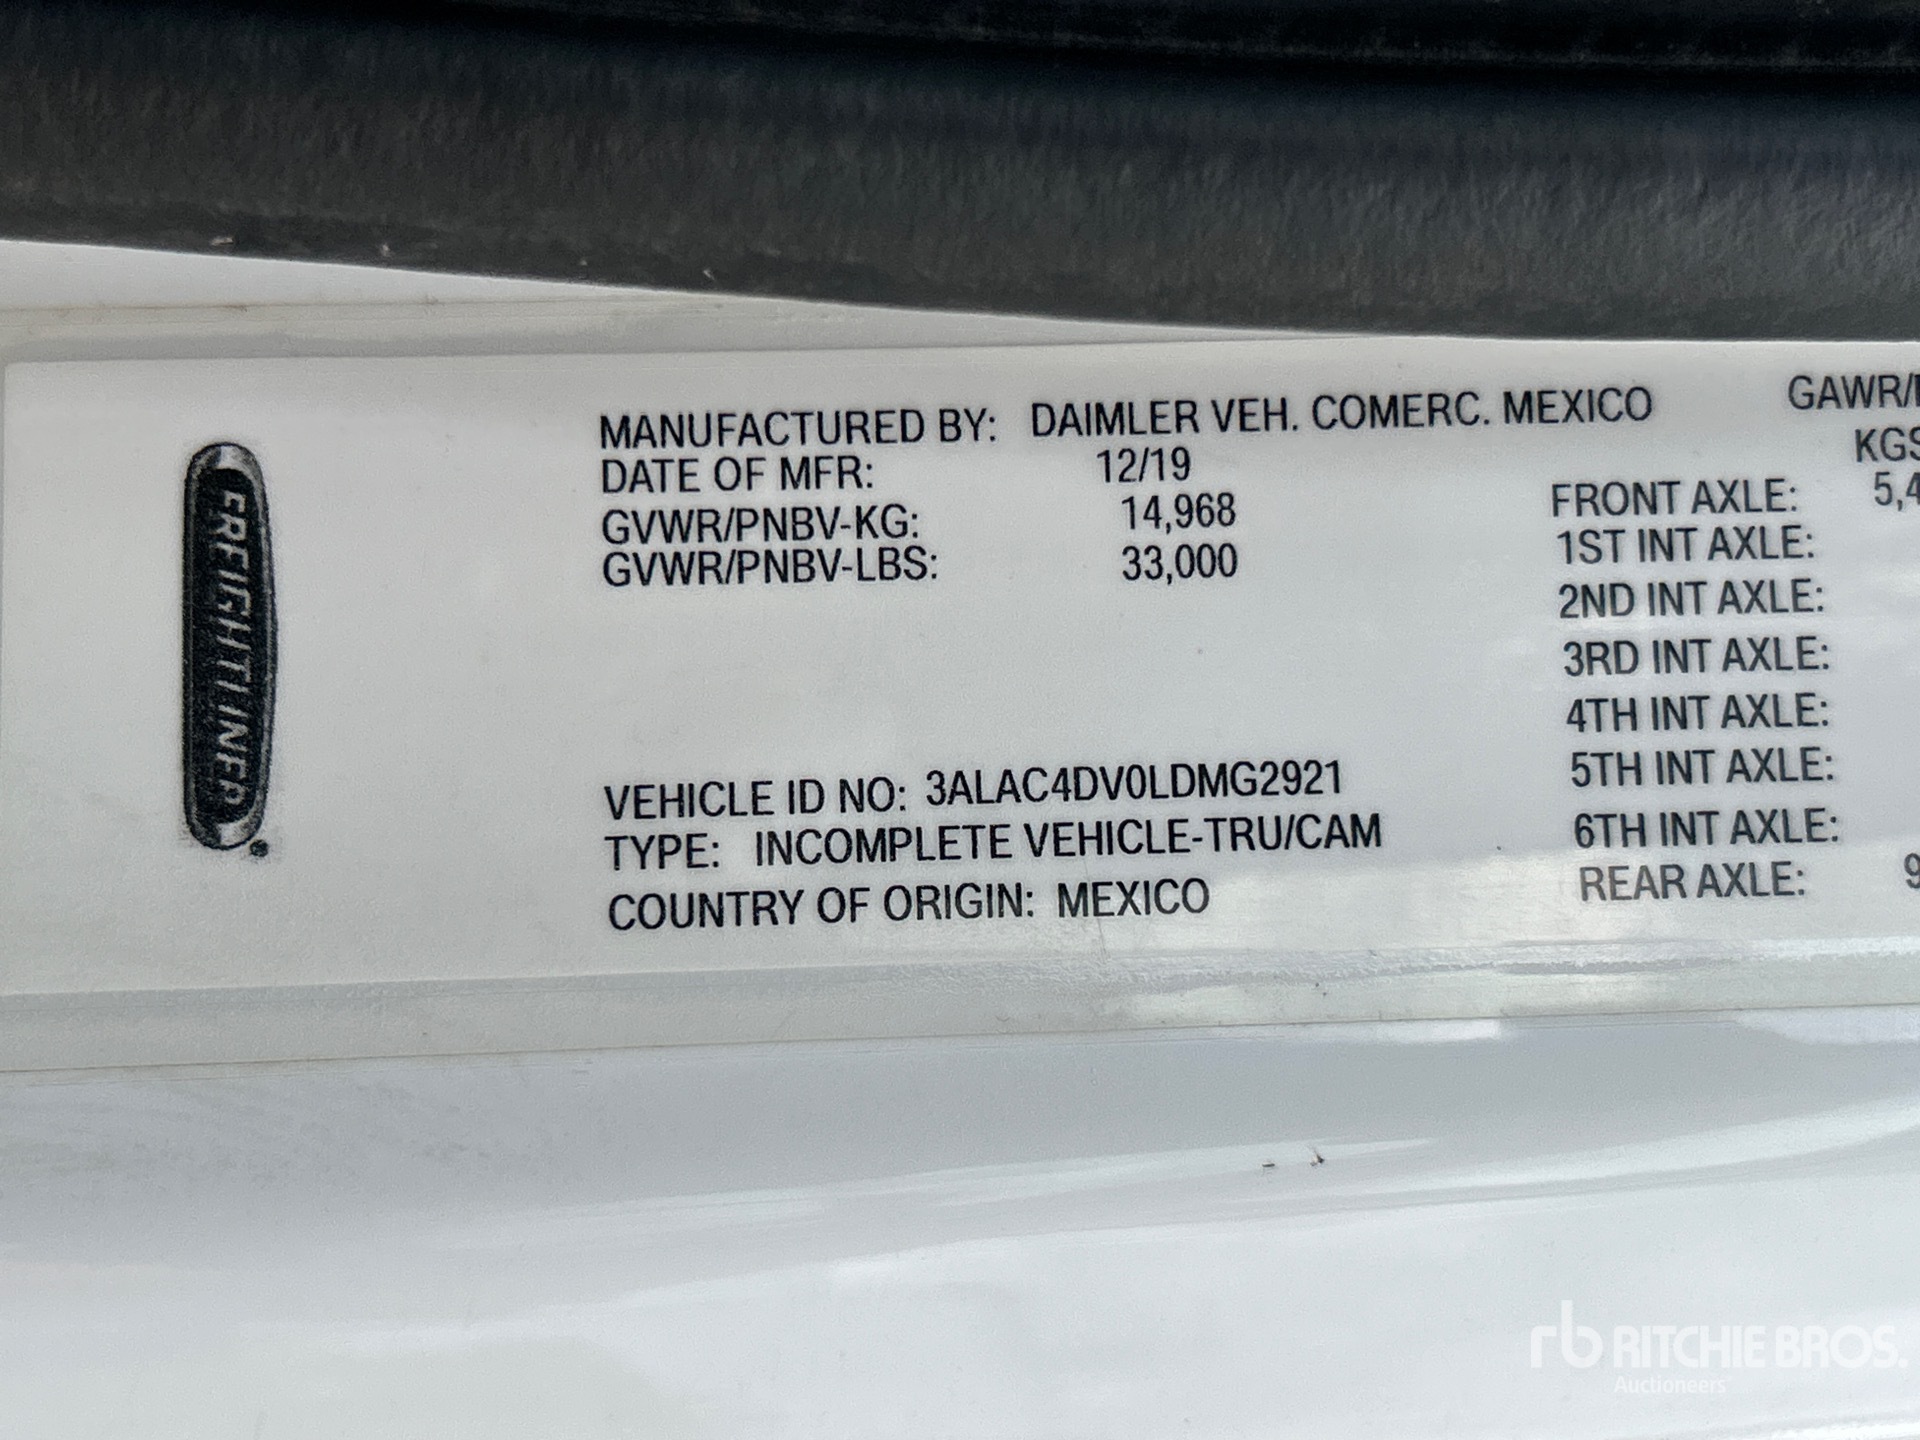 FREIGHTLINER
MANUFACTURED BY: DAIMLER VEH. COMERC. MEXICO
DATE OF MFR: 12/19
GVWR/PNBV-KG: 14,968
GVWR/PNBV-LBS: 33,000
VEHICLE ID NO: 3ALAC4DV0LDMG2921
TYPE: INCOMPLETE VEHICLE-TRU/CAM
COUNTRY OF ORIGIN: MEXICO
GAWR/
KGS
FRONT AXLE: 5,4
1ST INT AXLE:
2ND INT AXLE:
3RD INT AXLE:
4TH INT AXLE:
5TH INT AXLE:
6TH INT AXLE:
REAR AXLE: 9
rb RITCHIE BROS.
Auctioneers